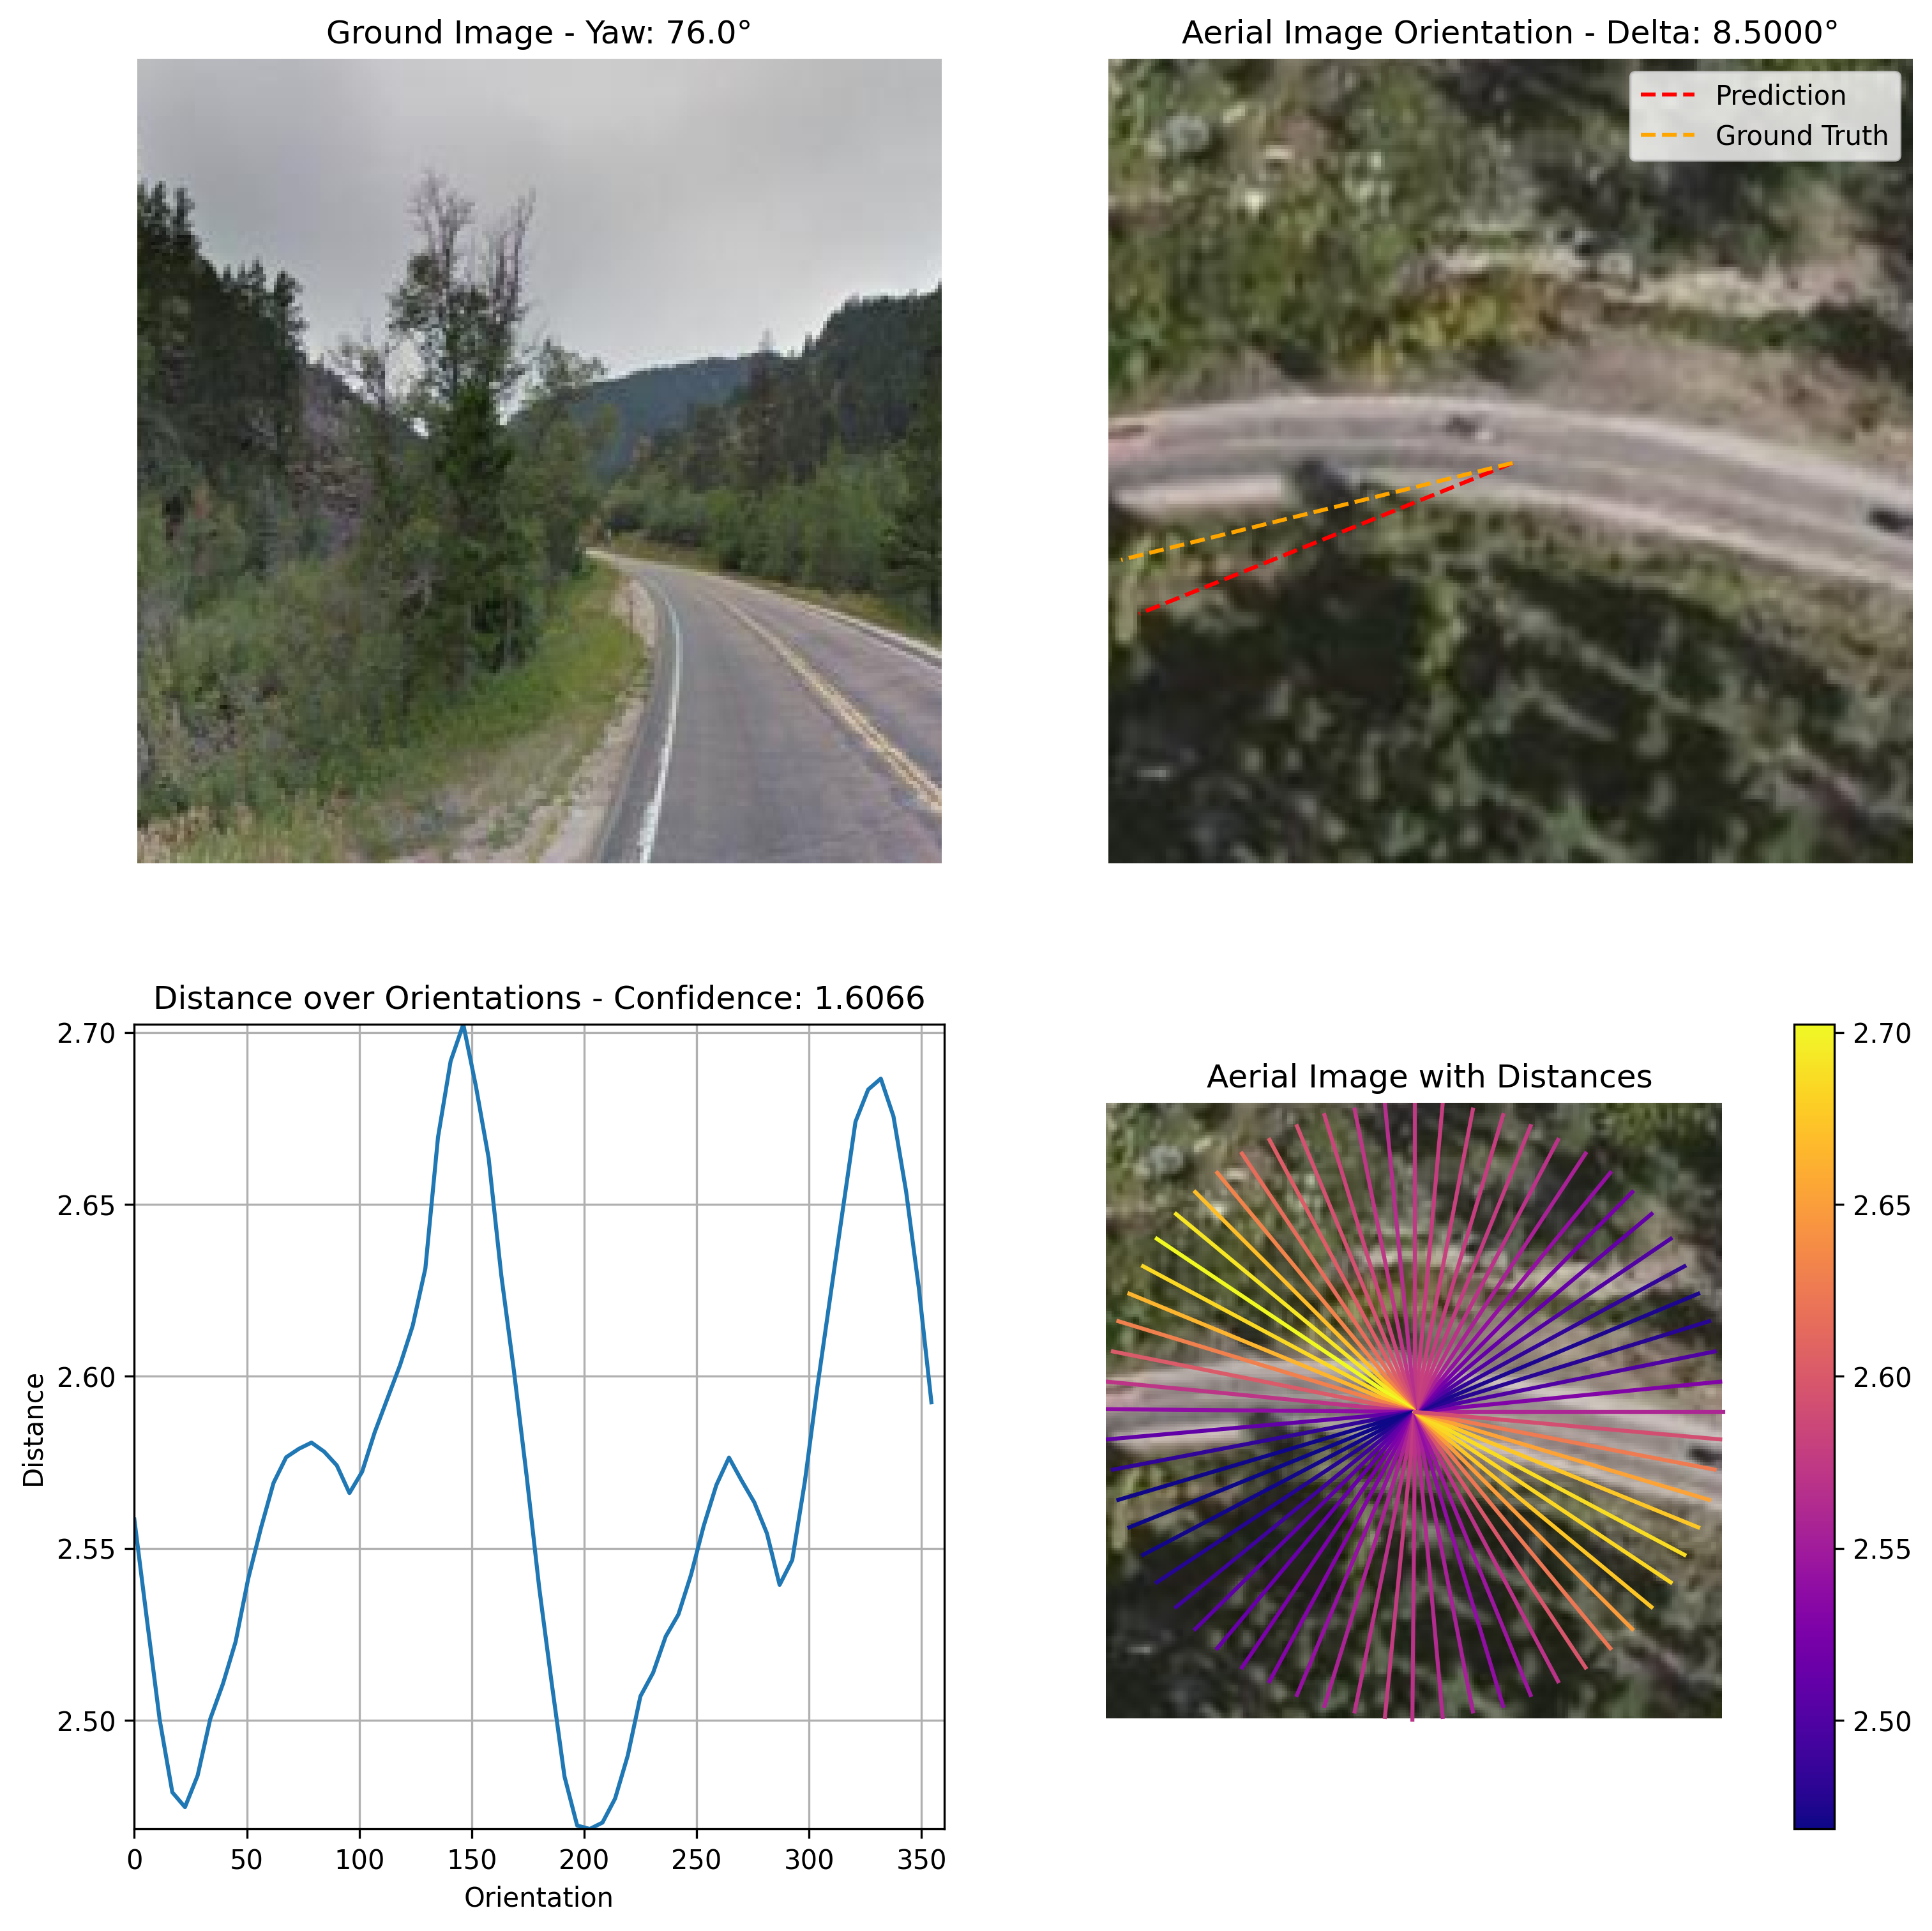 Ground Image - Yaw: 76.0°
Aerial Image Orientation - Delta: 8.5000°
Prediction
Ground Truth
Distance over Orientations - Confidence: 1.6066
2.70
2.65
2.60
2.55
2.50
Distance
0 50 100 150 200 250 300 350
Orientation
Aerial Image with Distances
2.70
2.65
2.60
2.55
2.50